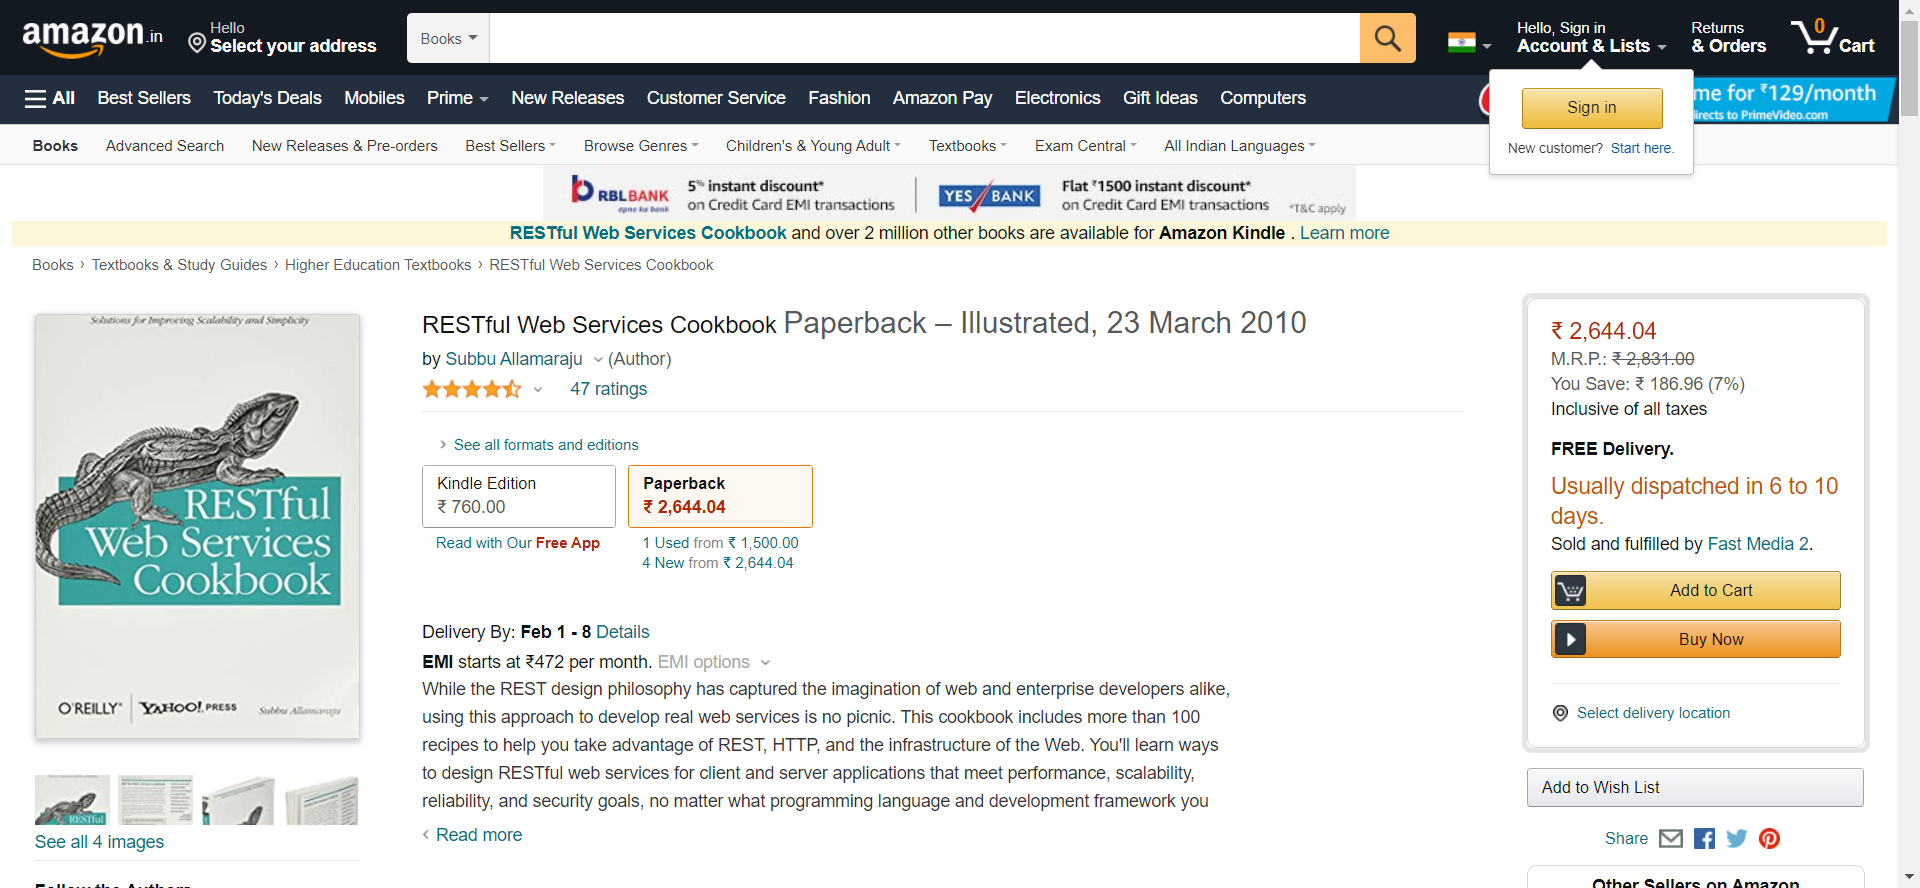 amazon.in
Hello
Select your address
Books
Hello, Sign in
Account & Lists
Returns
& Orders
0
Cart
All
Best Sellers
Today's Deals
Mobiles
Prime
New Releases
Customer Service
Fashion
Amazon Pay
Electronics
Gift Ideas
Computers
me for ₹129/month
directs to PrimeVideo.com
Sign in
New customer? Start here.
Books
Advanced Search
New Releases & Pre-orders
Best Sellers
Browse Genres
Children's & Young Adult
Textbooks
Exam Central
All Indian Languages
RBLBANK
apno ka bank
5% instant discount*
on Credit Card EMI transactions
YES BANK
Flat ₹1500 instant discount*
on Credit Card EMI transactions
*T&C apply
RESTful Web Services Cookbook and over 2 million other books are available for Amazon Kindle . Learn more
Books › Textbooks & Study Guides › Higher Education Textbooks › RESTful Web Services Cookbook
Solutions for Improving Scalability and Simplicity
RESTful
Web Services
Cookbook
O'REILLY® YAHOO! PRESS Subbu Allamaraju
RESTful
See all 4 images
Follow the Authors
RESTful Web Services Cookbook Paperback – Illustrated, 23 March 2010
by Subbu Allamaraju (Author)
47 ratings
See all formats and editions
Kindle Edition
₹ 760.00
Read with Our Free App
Paperback
₹ 2,644.04
1 Used from ₹ 1,500.00
4 New from ₹ 2,644.04
Delivery By: Feb 1 - 8 Details
EMI starts at ₹472 per month. EMI options
While the REST design philosophy has captured the imagination of web and enterprise developers alike,
using this approach to develop real web services is no picnic. This cookbook includes more than 100
recipes to help you take advantage of REST, HTTP, and the infrastructure of the Web. You'll learn ways
to design RESTful web services for client and server applications that meet performance, scalability,
reliability, and security goals, no matter what programming language and development framework you
Read more
₹ 2,644.04
M.R.P.: ₹ 2,831.00
You Save: ₹ 186.96 (7%)
Inclusive of all taxes
FREE Delivery.
Usually dispatched in 6 to 10
days.
Sold and fulfilled by Fast Media 2.
Add to Cart
Buy Now
Select delivery location
Add to Wish List
Share
Other Sellers on Amazon